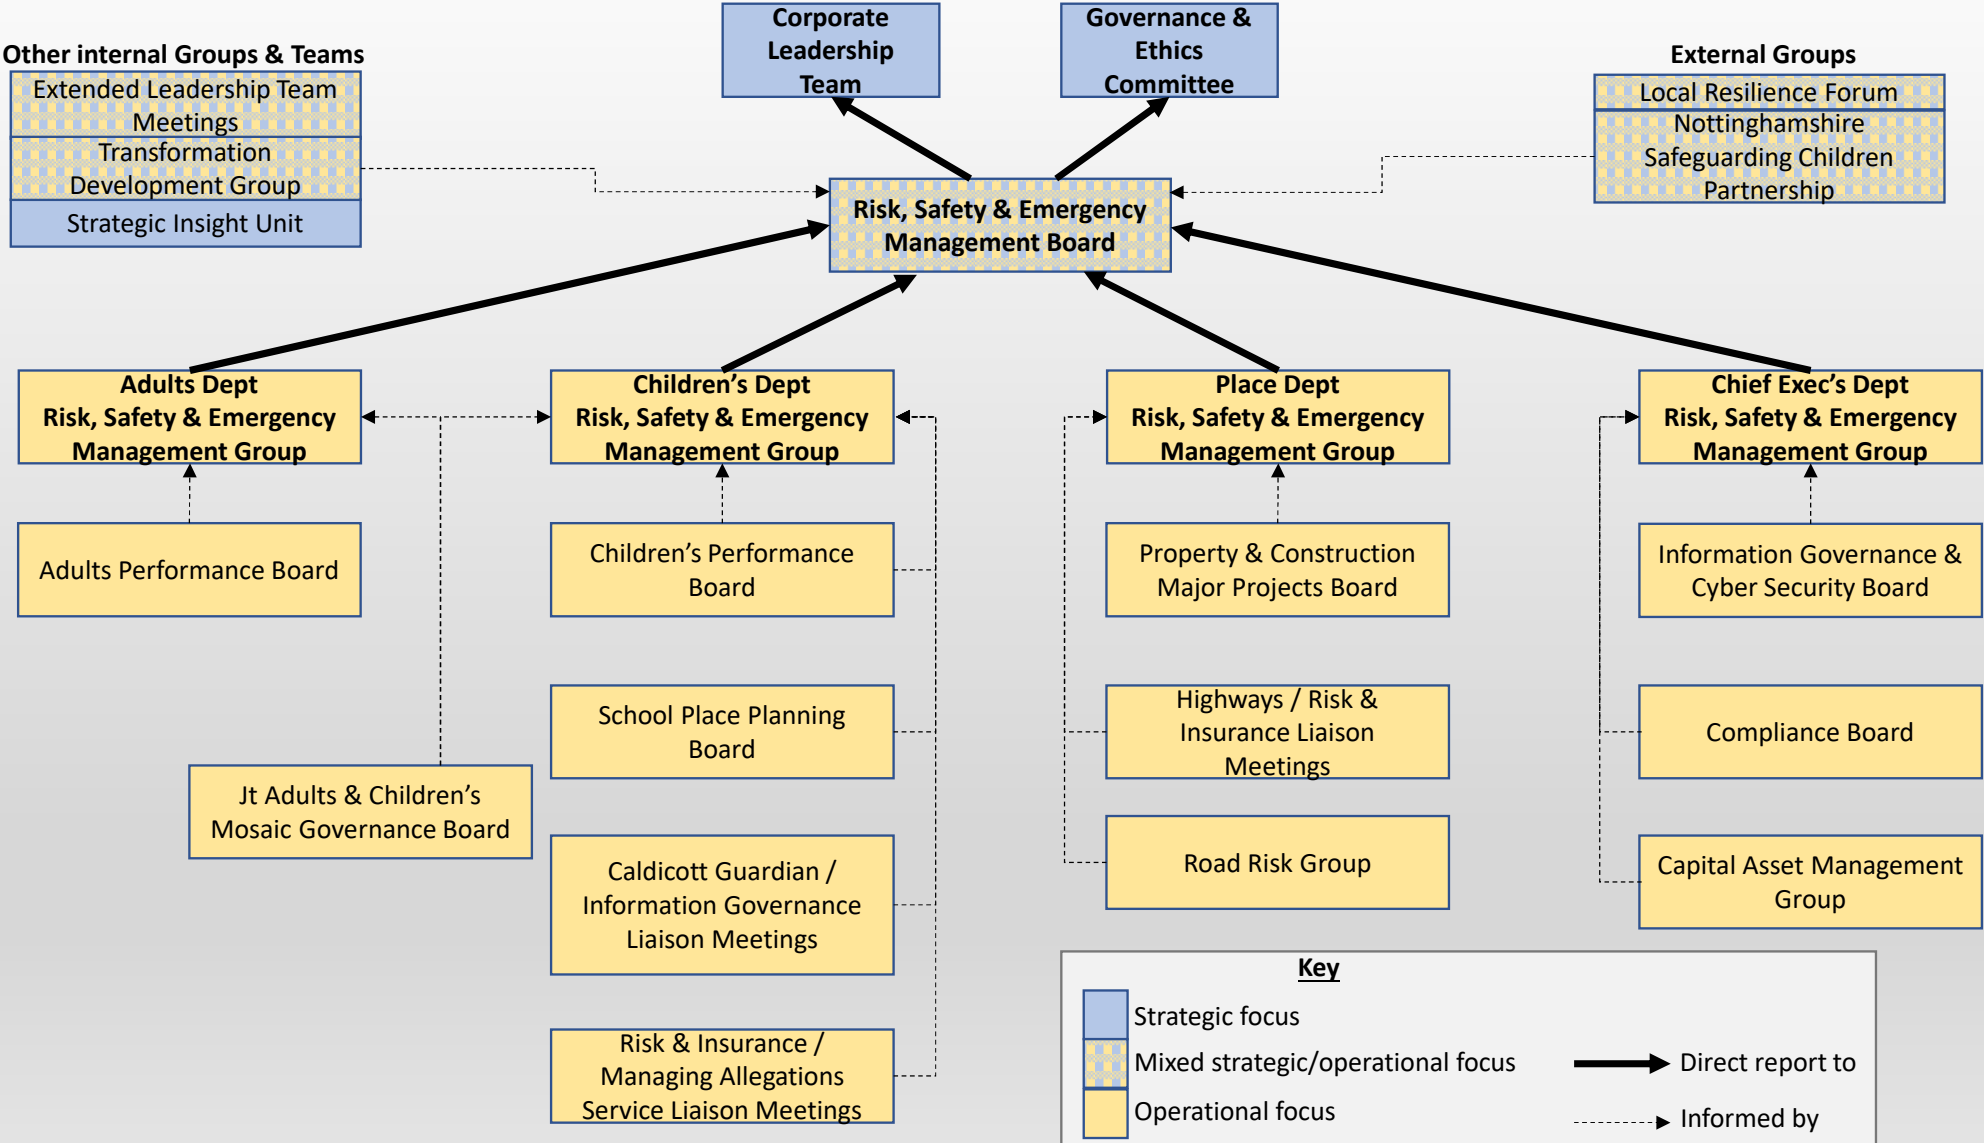 Corporate
Leadership
Team
Governance &
Ethics
Committee
Other internal Groups & Teams
Extended Leadership Team
Meetings
Transformation
Development Group
Strategic Insight Unit
External Groups
Local Resilience Forum
Nottinghamshire
Safeguarding Children
Partnership
Risk, Safety & Emergency
Management Board
Adults Dept
Risk, Safety & Emergency
Management Group
Children’s Dept
Risk, Safety & Emergency
Management Group
Place Dept
Risk, Safety & Emergency
Management Group
Chief Exec’s Dept
Risk, Safety & Emergency
Management Group
Adults Performance Board
Children’s Performance
Board
Property & Construction
Major Projects Board
Information Governance &
Cyber Security Board
School Place Planning
Board
Highways / Risk &
Insurance Liaison
Meetings
Compliance Board
Jt Adults & Children’s
Mosaic Governance Board
Caldicott Guardian /
Information Governance
Liaison Meetings
Road Risk Group
Capital Asset Management
Group
Risk & Insurance /
Managing Allegations
Service Liaison Meetings
Key
Strategic focus
Mixed strategic/operational focus
Operational focus
Direct report to
Informed by